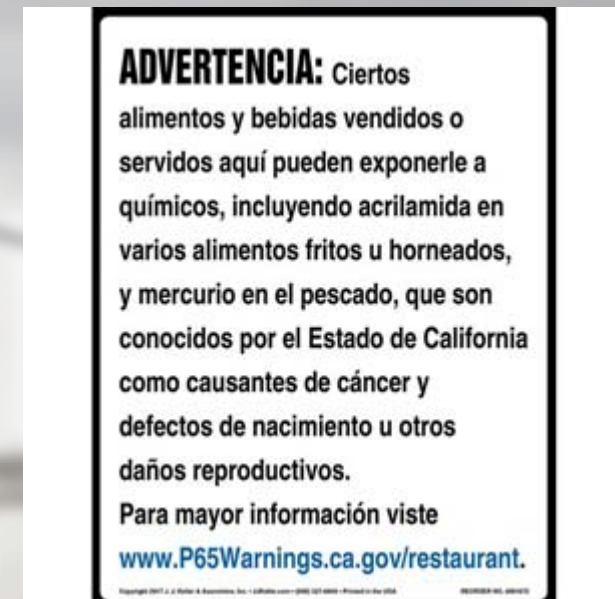 ADVERTENCIA: Ciertos
alimentos y bebidas vendidos o
servidos aquí pueden exponerle a
químicos, incluyendo acrilamida en
varios alimentos fritos u horneados,
y mercurio en el pescado, que son
conocidos por el Estado de California
como causantes de cáncer y
defectos de nacimiento u otros
daños reproductivos.
Para mayor información viste
www.P65Warnings.ca.gov/restaurant.